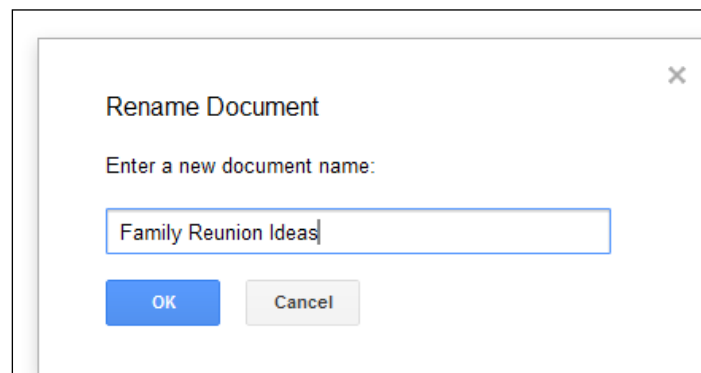 Rename Document
Enter a new document name:
Family Reunion Ideas
OK Cancel